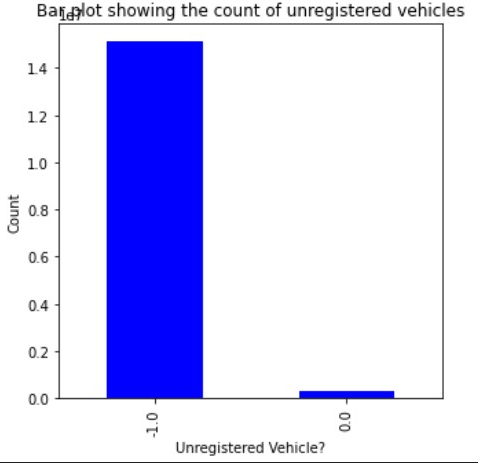 Bar plot showing the count of unregistered vehicles
1e7
1.4
1.2
1.0
0.8
0.6
0.4
0.2
0.0
Count
-1.0
0.0
Unregistered Vehicle?